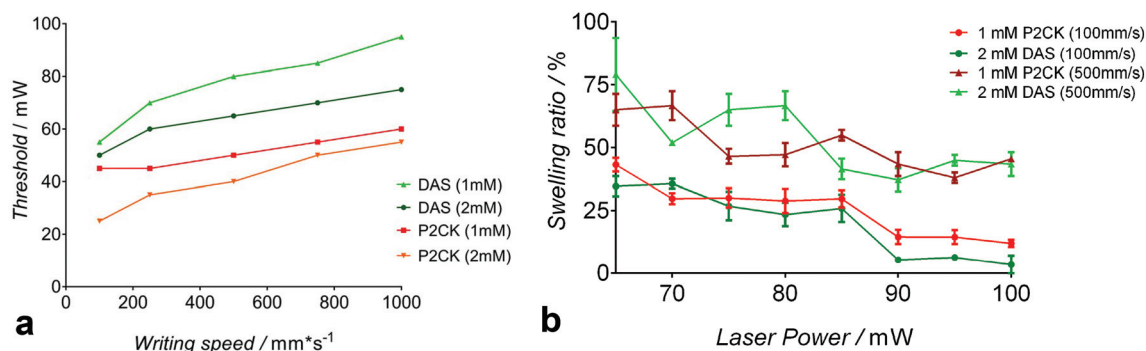 100
80
60
40
20
0
Threshold / mW
0 200 400 600 800 1000
Writing speed / mm*s⁻¹
DAS (1mM)
DAS (2mM)
P2CK (1mM)
P2CK (2mM)
a
100
75
50
25
0
Swelling ratio / %
70 80 90 100
Laser Power / mW
1 mM P2CK (100mm/s)
2 mM DAS (100mm/s)
1 mM P2CK (500mm/s)
2 mM DAS (500mm/s)
b